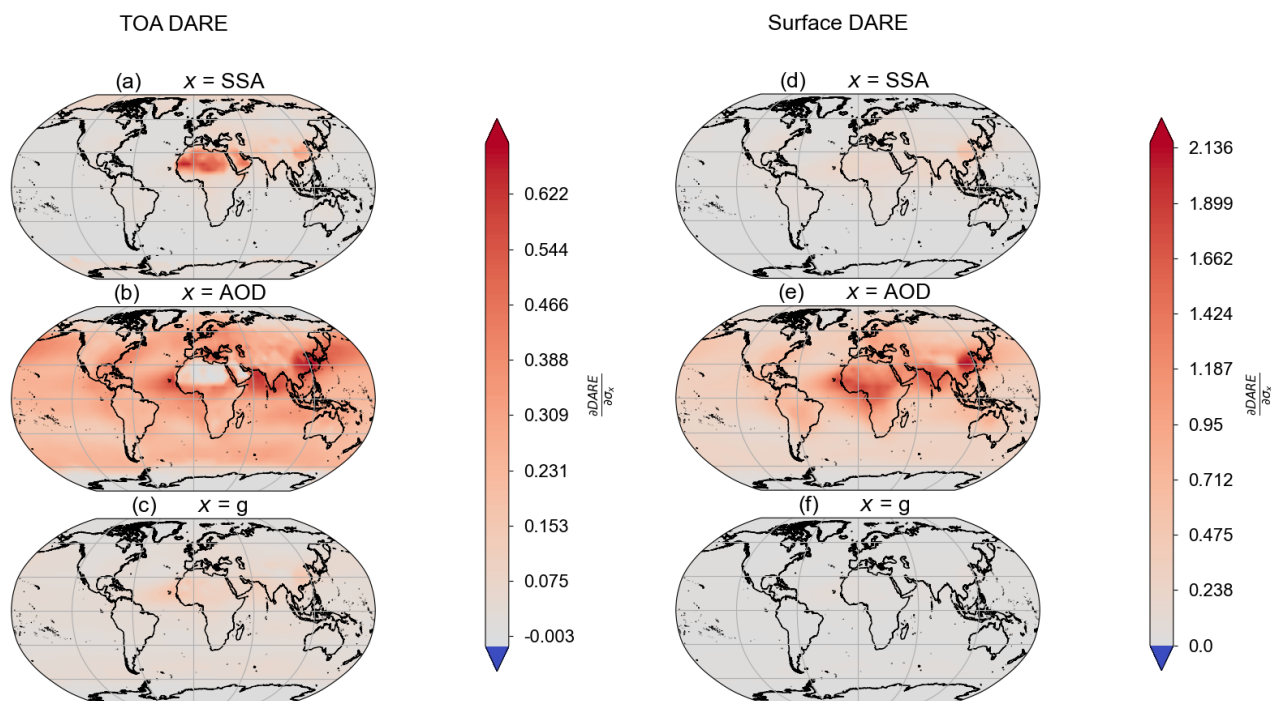 TOA DARE
Surface DARE
(a) x = SSA
(d) x = SSA
(b) x = AOD
(e) x = AOD
(c) x = g
(f) x = g
0.622
0.544
0.466
0.388
0.309
0.231
0.153
0.075
-0.003
∂DARE
∂σₓ
2.136
1.899
1.662
1.424
1.187
0.95
0.712
0.475
0.238
0.0
∂DARE
∂σₓ